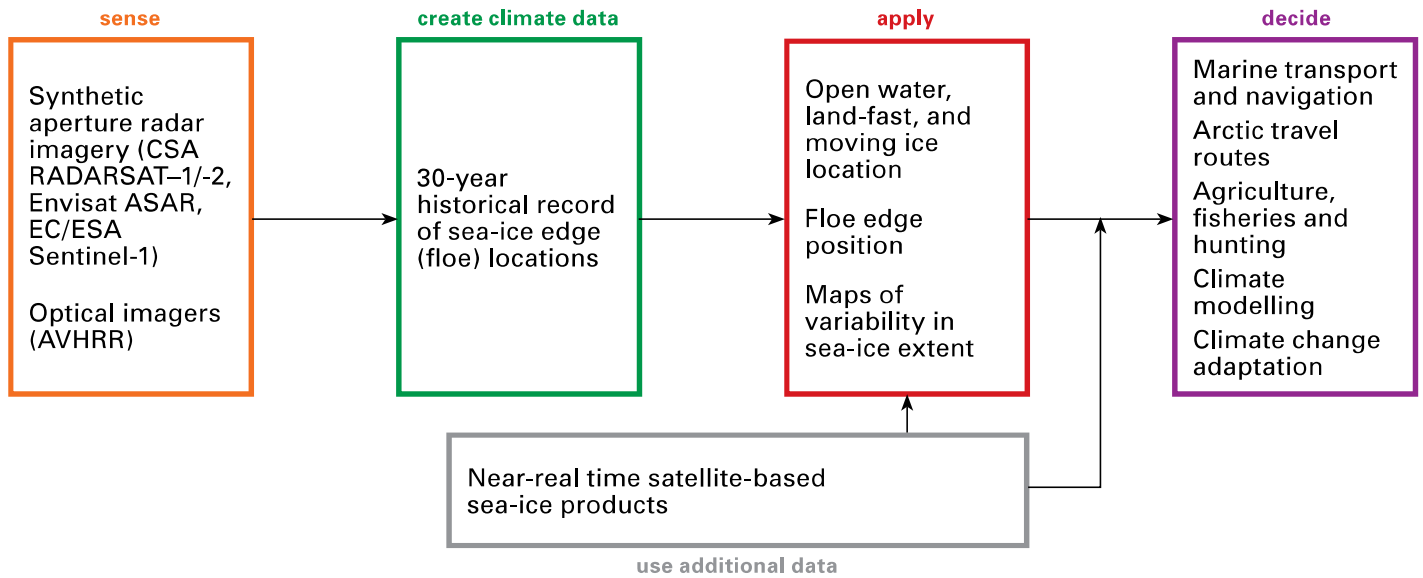 sense
Synthetic
aperture radar
imagery (CSA
RADARSAT–1/-2,
Envisat ASAR,
EC/ESA
Sentinel-1)
Optical imagers
(AVHRR)
create climate data
30-year
historical record
of sea-ice edge
(floe) locations
apply
Open water,
land-fast, and
moving ice
location
Floe edge
position
Maps of
variability in
sea-ice extent
decide
Marine transport
and navigation
Arctic travel
routes
Agriculture,
fisheries and
hunting
Climate
modelling
Climate change
adaptation
Near-real time satellite-based
sea-ice products
use additional data